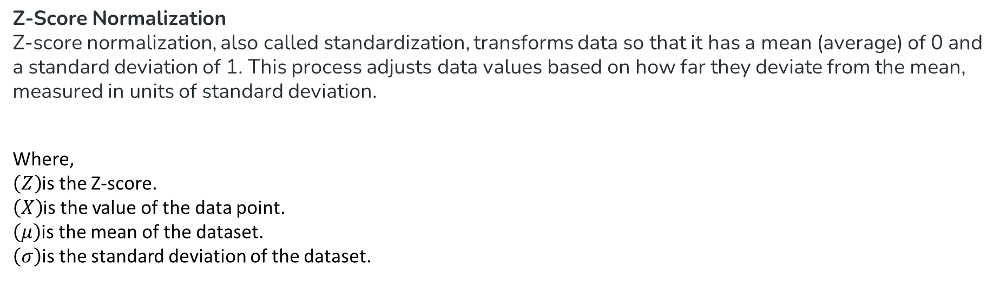 Z-Score Normalization
Z-score normalization, also called standardization, transforms data so that it has a mean (average) of 0 and
a standard deviation of 1. This process adjusts data values based on how far they deviate from the mean,
measured in units of standard deviation.
Where,
(Z)is the Z-score.
(X)is the value of the data point.
(μ)is the mean of the dataset.
(σ)is the standard deviation of the dataset.